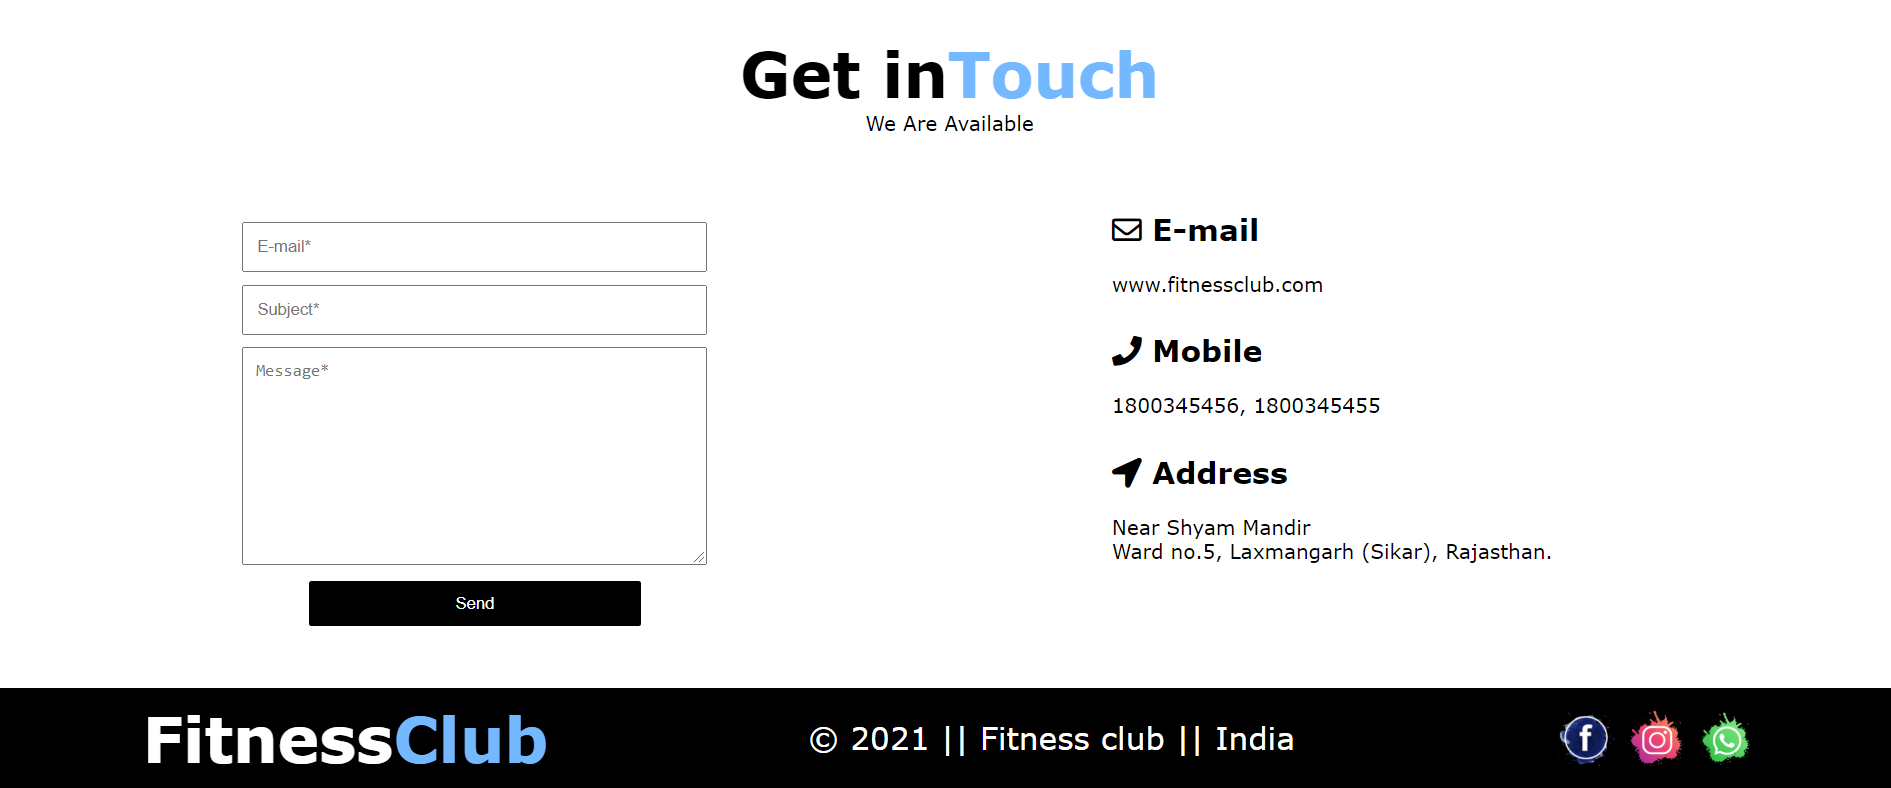 Get inTouch
We Are Available
E-mail*
Subject*
Message*
Send
E-mail
www.fitnessclub.com
Mobile
1800345456, 1800345455
Address
Near Shyam Mandir
Ward no.5, Laxmangarh (Sikar), Rajasthan.
FitnessClub
© 2021 || Fitness club || India